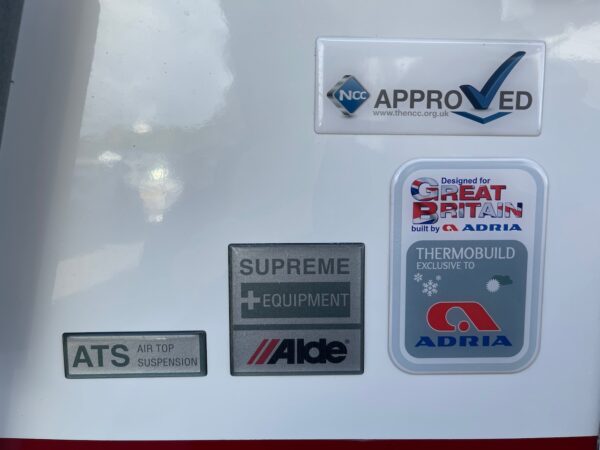 NCC APPROVED
www.thencc.org.uk
Designed for
GREAT
BRITAIN
built by ADRIA
THERMOBUILD
EXCLUSIVE TO
ADRIA
SUPREME
+EQUIPMENT
Alde
ATS AIR TOP
SUSPENSION